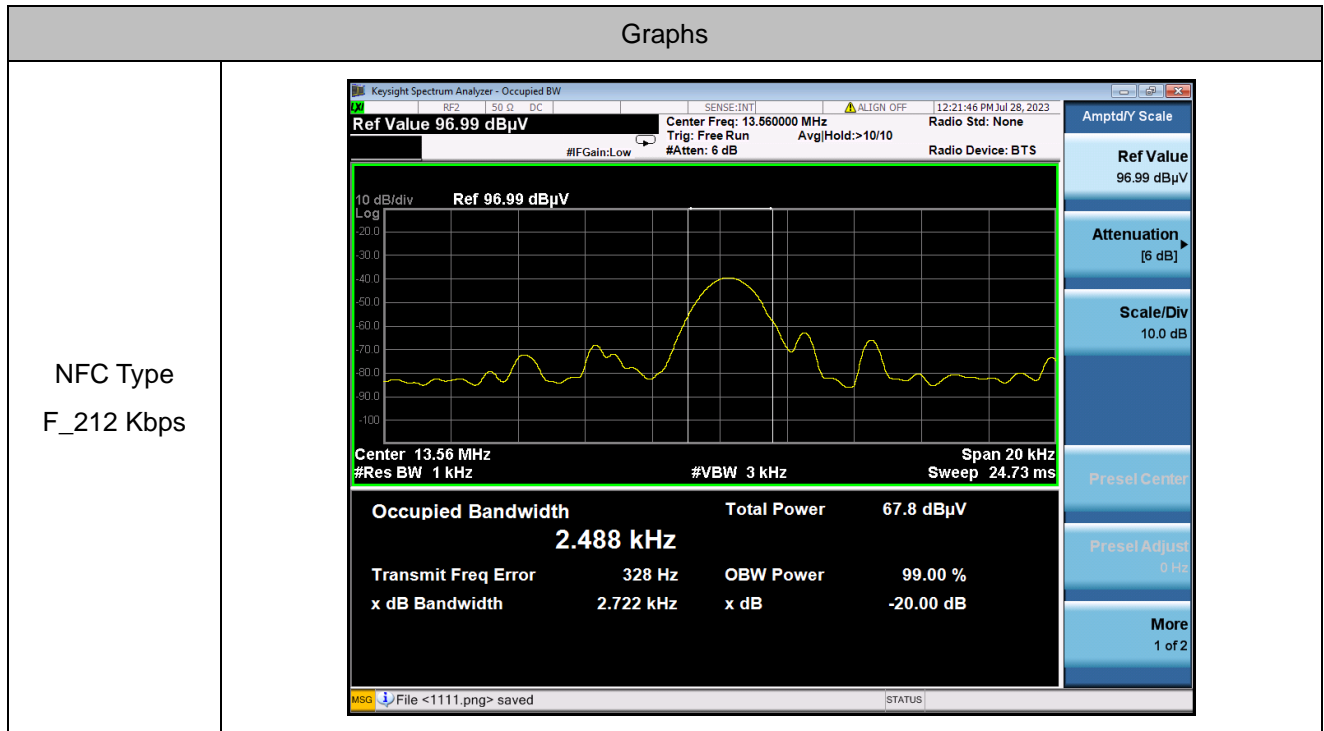 Graphs
NFC Type
F_212 Kbps
Keysight Spectrum Analyzer - Occupied BW
LXI RF2 50 Ω DC SENSE:INT ALIGN OFF 12:21:46 PM Jul 28, 2023
Ref Value 96.99 dBµV Center Freq: 13.560000 MHz Radio Std: None
Trig: Free Run Avg|Hold:>10/10
#IFGain:Low #Atten: 6 dB Radio Device: BTS
10 dB/div Ref 96.99 dBµV
Log
-20.0
-30.0
-40.0
-50.0
-60.0
-70.0
-80.0
-90.0
-100
Center 13.56 MHz Span 20 kHz
#Res BW 1 kHz #VBW 3 kHz Sweep 24.73 ms
Occupied Bandwidth Total Power 67.8 dBµV
2.488 kHz
Transmit Freq Error 328 Hz OBW Power 99.00 %
x dB Bandwidth 2.722 kHz x dB -20.00 dB
Amptd/Y Scale
Ref Value
96.99 dBµV
Attenuation
[6 dB]
Scale/Div
10.0 dB
Presel Center
Presel Adjust
0 Hz
More
1 of 2
MSG File <1111.png> saved STATUS